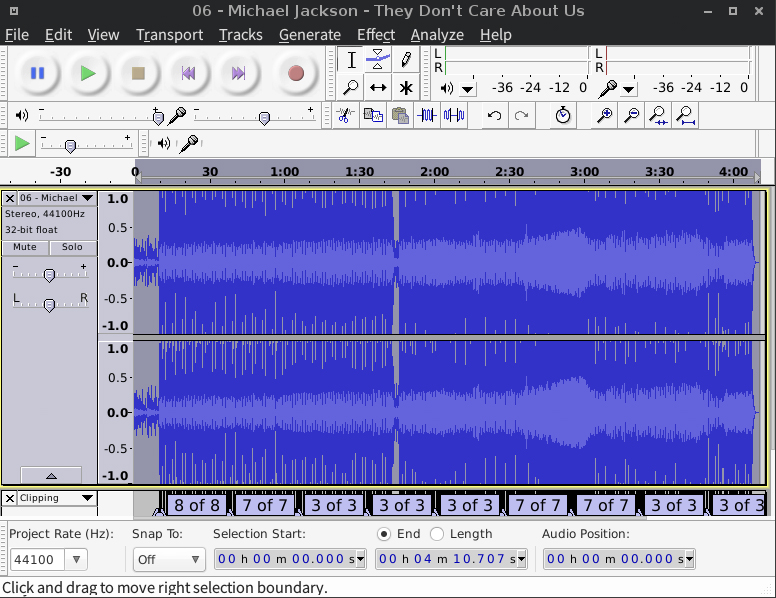 06 - Michael Jackson - They Don't Care About Us
File Edit View Transport Tracks Generate Effect Analyze Help
L
R
-36 -24 -12 0
L
R
-36 -24 -12 0
- +
- +
- +
-30 0 30 1:00 1:30 2:00 2:30 3:00 3:30 4:00
06 - Michael
Stereo, 44100Hz
32-bit float
Mute Solo
- +
L R
1.0
0.5-
0.0-
-0.5-
-1.0
1.0
0.5-
0.0-
-0.5-
-1.0
Clipping
8 of 8 7 of 7 3 of 3 3 of 3 3 of 3 7 of 7 7 of 7 3 of 3 3 of 3
Project Rate (Hz): Snap To: Selection Start: End Length Audio Position:
44100 Off 00 h 00 m 00.000 s 00 h 04 m 10.707 s 00 h 00 m 00.000 s
Click and drag to move right selection boundary.